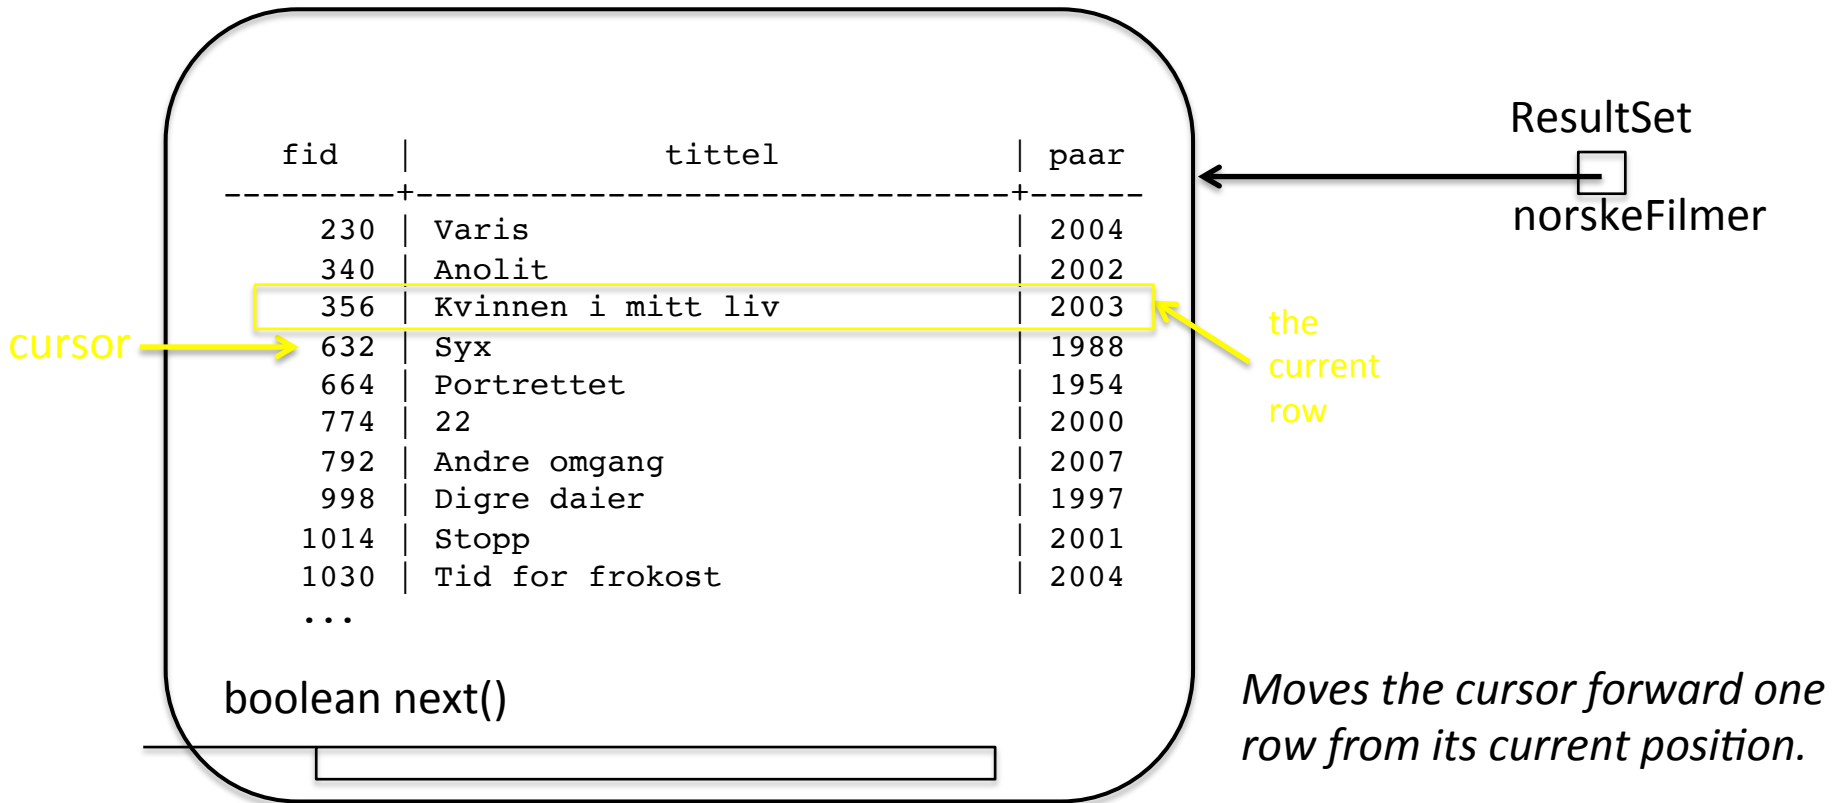 fid | tittel | paar
---------+-------------------------------+------
230 | Varis | 2004
340 | Anolit | 2002
356 | Kvinnen i mitt liv | 2003
632 | Syx | 1988
664 | Portrettet | 1954
774 | 22 | 2000
792 | Andre omgang | 2007
998 | Digre daier | 1997
1014 | Stopp | 2001
1030 | Tid for frokost | 2004
...
boolean next()
cursor
ResultSet
norskeFilmer
the
current
row
Moves the cursor forward one
row from its current position.